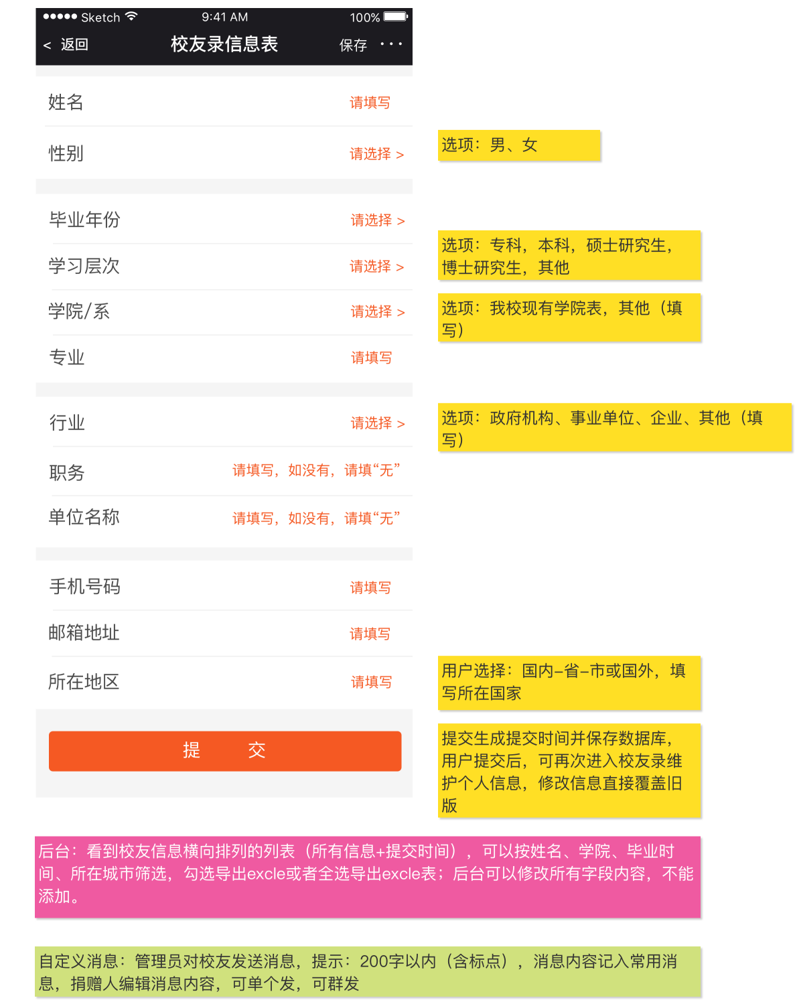 Sketch 9:41 AM 100%
< 返回 校友录信息表 保存 ···
姓名 请填写
性别 请选择 >
选项：男、女
毕业年份 请选择 >
学习层次 请选择 >
选项：专科，本科，硕士研究生，
博士研究生，其他
学院/系 请选择 >
选项：我校现有学院表，其他（填
写）
专业 请填写
行业 请选择 >
选项：政府机构、事业单位、企业、其他（填
写）
职务 请填写，如没有，请填“无”
单位名称 请填写，如没有，请填“无”
手机号码 请填写
邮箱地址 请填写
所在地区 请填写
用户选择：国内–省–市或国外，填
写所在国家
提 交
提交生成提交时间并保存数据库，
用户提交后，可再次进入校友录维
护个人信息，修改信息直接覆盖旧
版
后台：看到校友信息横向排列的列表（所有信息+提交时间），可以按姓名、学院、毕业时
间、所在城市筛选，勾选导出excle或者全选导出excle表；后台可以修改所有字段内容，不能
添加。
自定义消息：管理员对校友发送消息，提示：200字以内（含标点），消息内容记入常用消
息，捐赠人编辑消息内容，可单个发，可群发